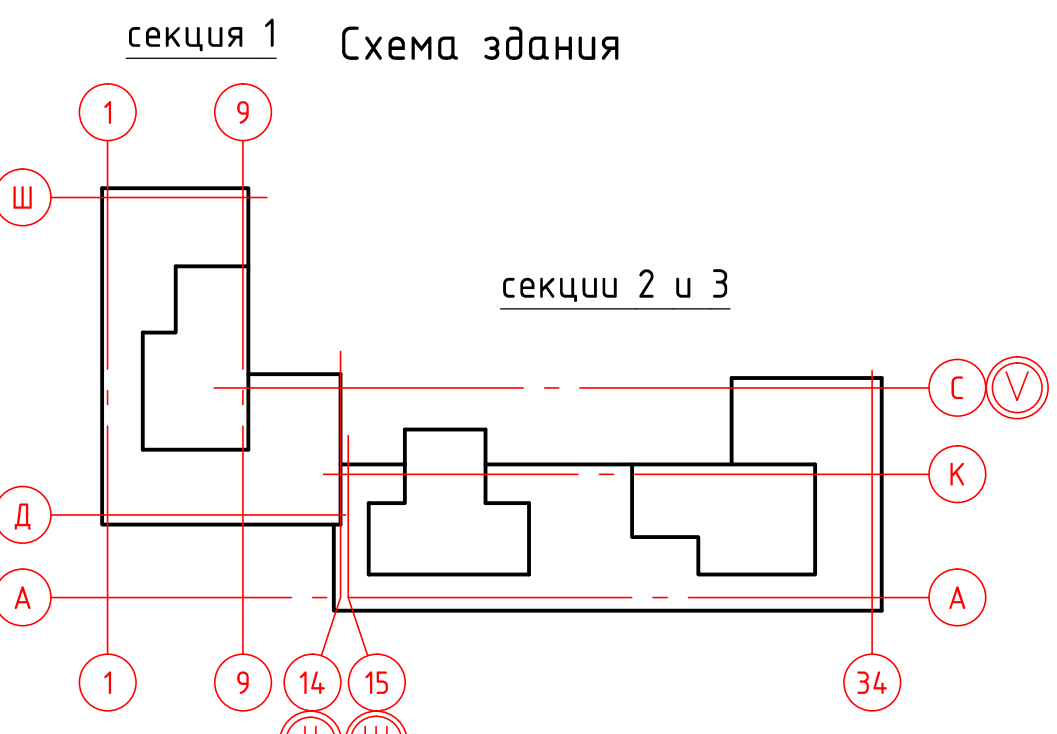 секция 1
Схема здания
1 9
Ш
секции 2 и 3
С V
К
Д
А А
1 9 14 15 34